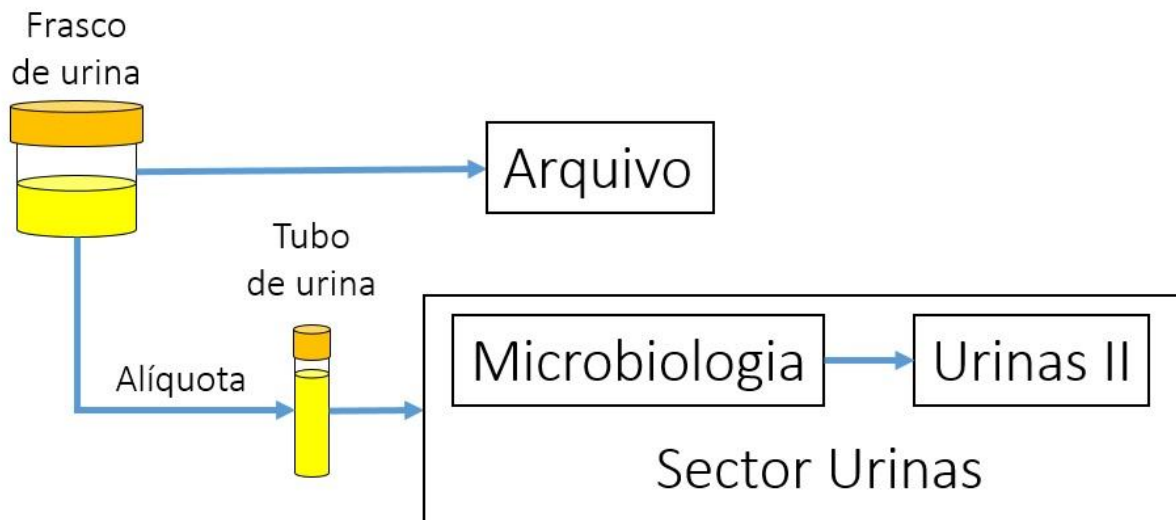 Frasco
de urina
Arquivo
Tubo
de urina
Alíquota
Microbiologia
Urinas II
Sector Urinas